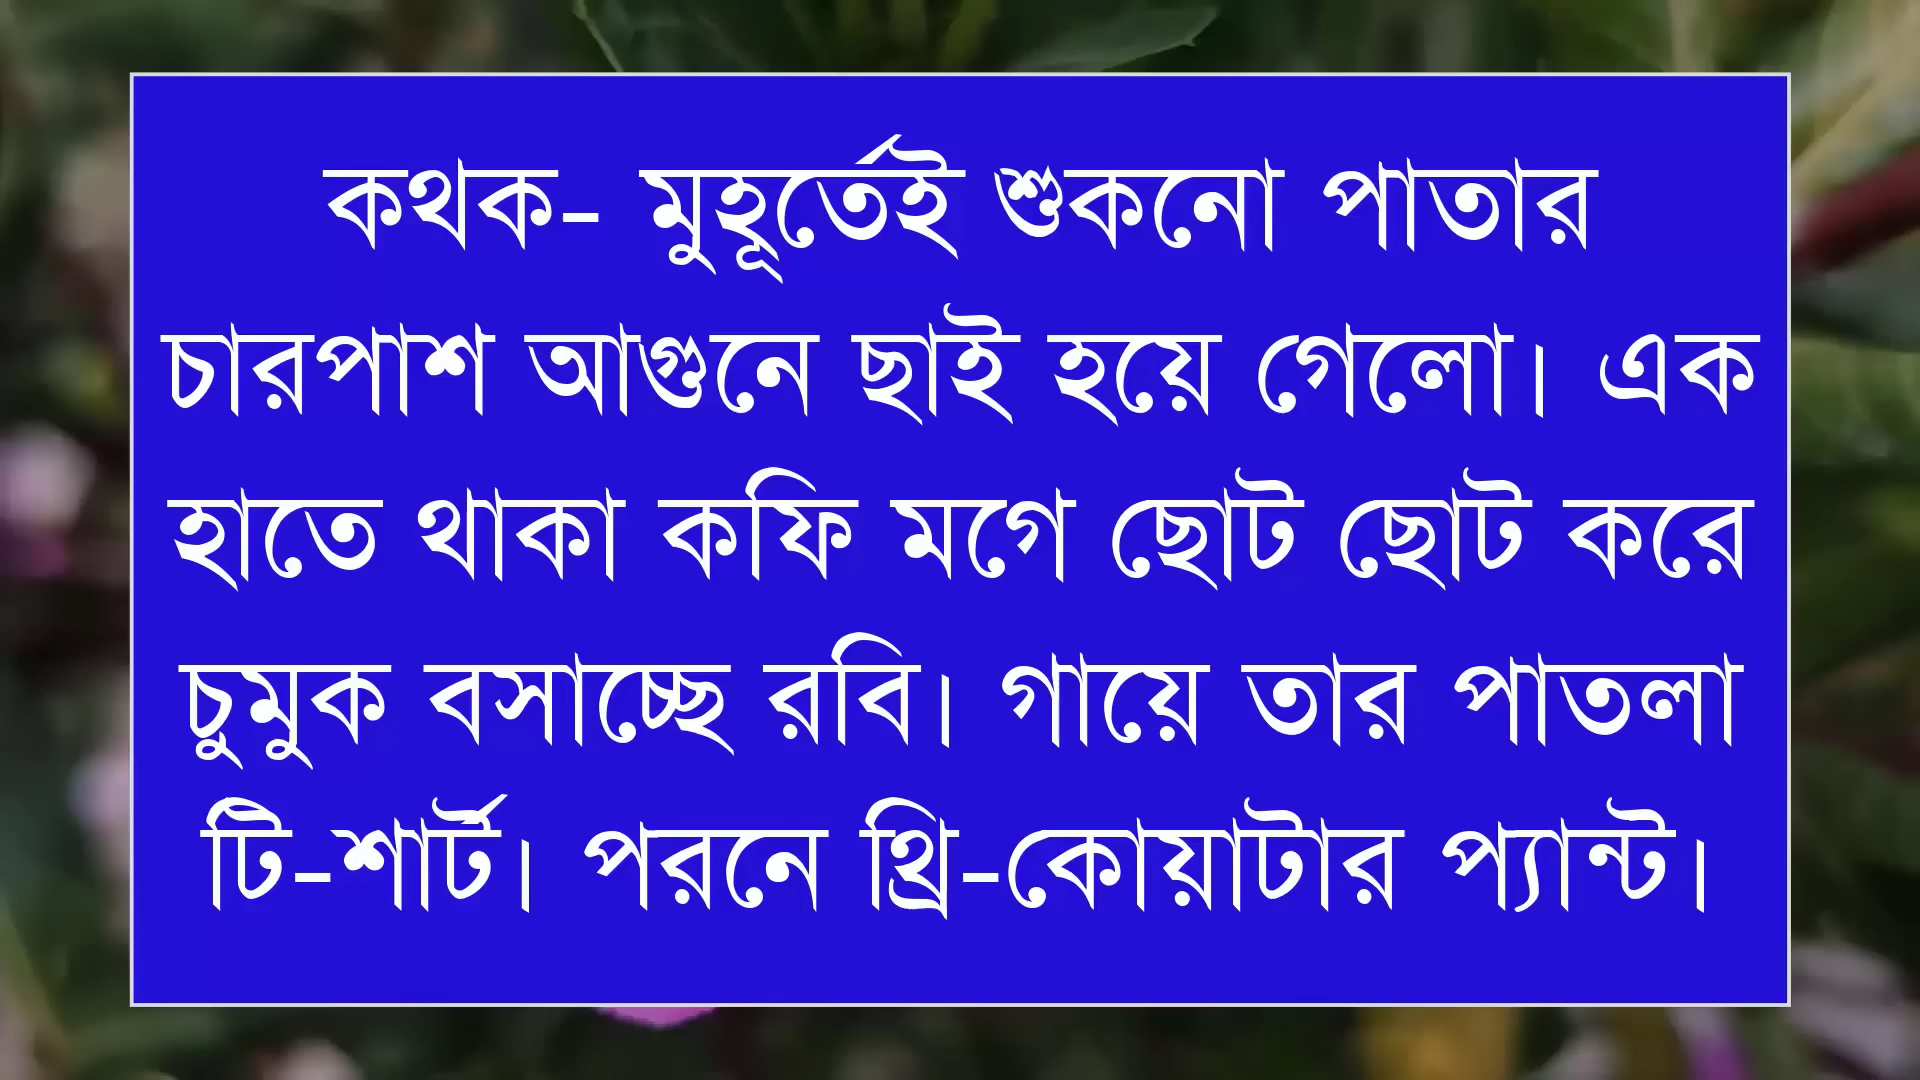 কথক- মুহূর্তেই শুকনো পাতার
চারপাশ আগুনে ছাই হয়ে গেলো। এক
হাতে থাকা কফি মগে ছোট ছোট করে
চুমুক বসাচ্ছে রবি। গায়ে তার পাতলা
টি-শার্ট। পরনে থ্রি-কোয়াটার প্যান্ট।